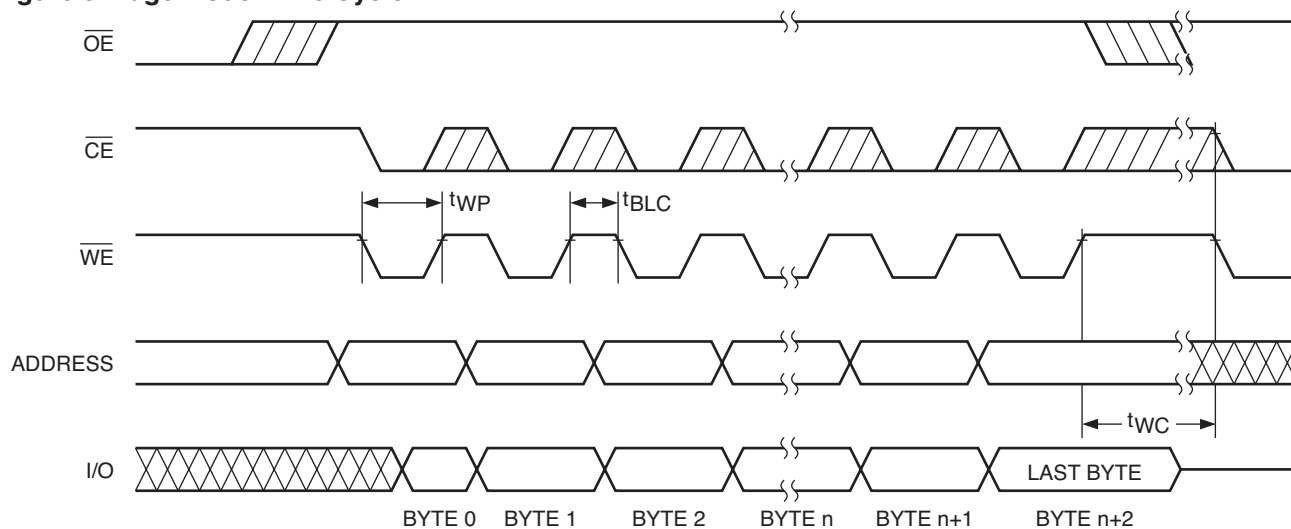 OE
CE
tWP
tBLC
WE
ADDRESS
tWC
I/O
LAST BYTE
BYTE 0 BYTE 1 BYTE 2 BYTE n BYTE n+1 BYTE n+2